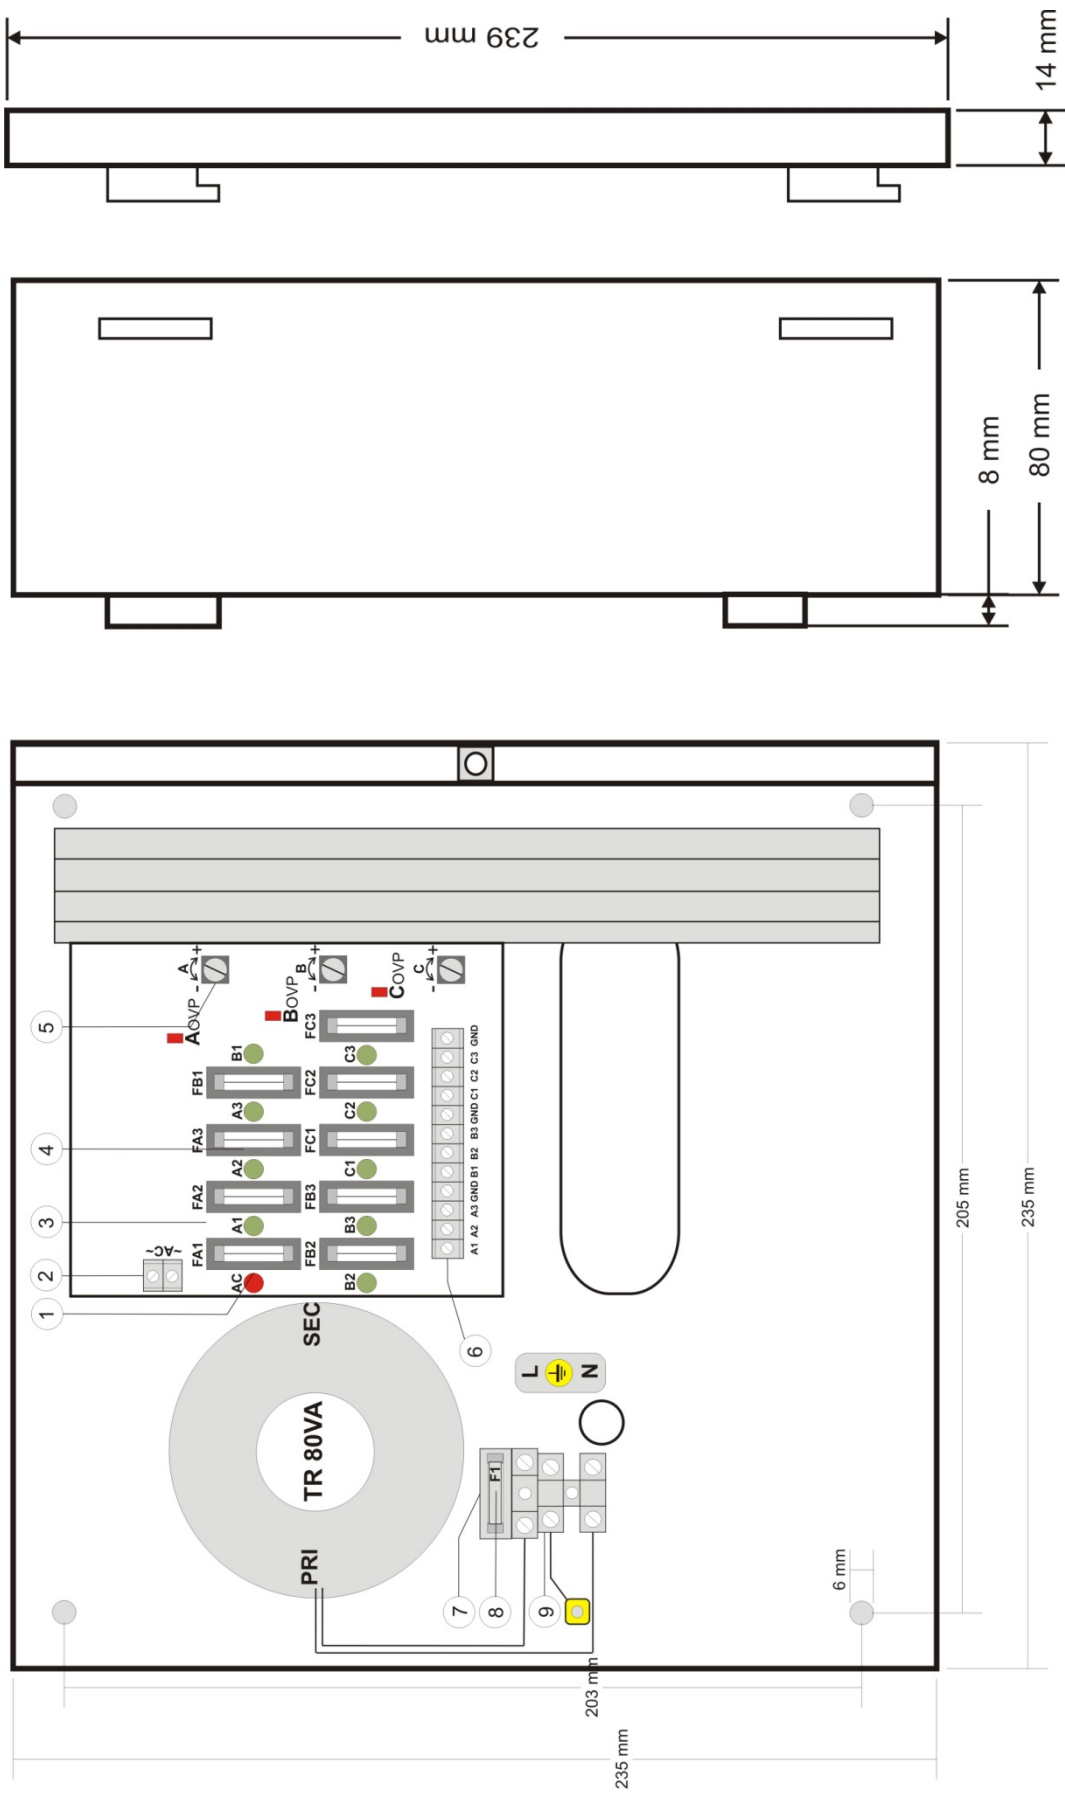 239 mm
14 mm
80 mm
8 mm
5
4
3
2
1
~AC~
A
- +
AOVP
B
- +
BOVP
C
- +
COVP
FA1
FA2
FA3
FB1
AC
A1
A2
A3
B1
FB2
FB3
FC1
FC2
FC3
B2
B3
C1
C2
C3
A1 A2 A3 GND B1 B2 B3 GND C1 C2 C3 GND
6
PRI
TR 80VA
SEC
L
N
F1
7
8
9
6 mm
205 mm
235 mm
203 mm
235 mm